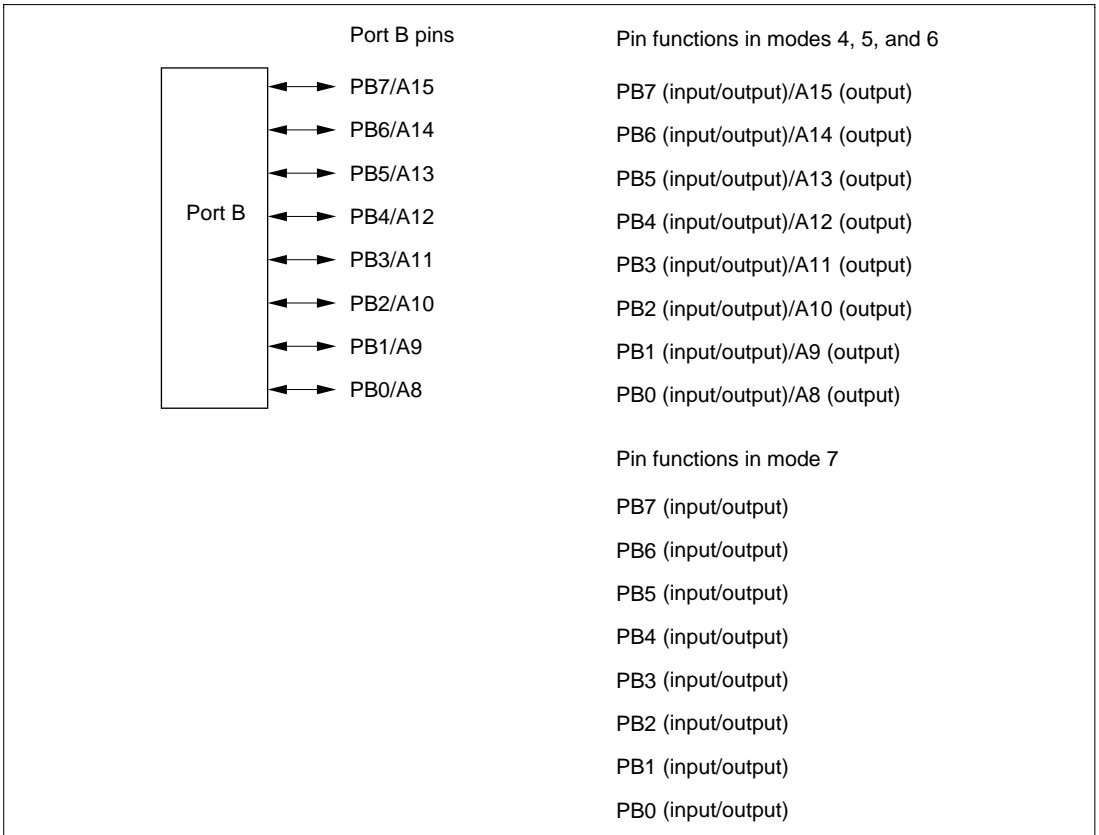 Port B pins
Pin functions in modes 4, 5, and 6
PB7/A15
PB7 (input/output)/A15 (output)
PB6/A14
PB6 (input/output)/A14 (output)
PB5/A13
PB5 (input/output)/A13 (output)
Port B
PB4/A12
PB4 (input/output)/A12 (output)
PB3/A11
PB3 (input/output)/A11 (output)
PB2/A10
PB2 (input/output)/A10 (output)
PB1/A9
PB1 (input/output)/A9 (output)
PB0/A8
PB0 (input/output)/A8 (output)
Pin functions in mode 7
PB7 (input/output)
PB6 (input/output)
PB5 (input/output)
PB4 (input/output)
PB3 (input/output)
PB2 (input/output)
PB1 (input/output)
PB0 (input/output)